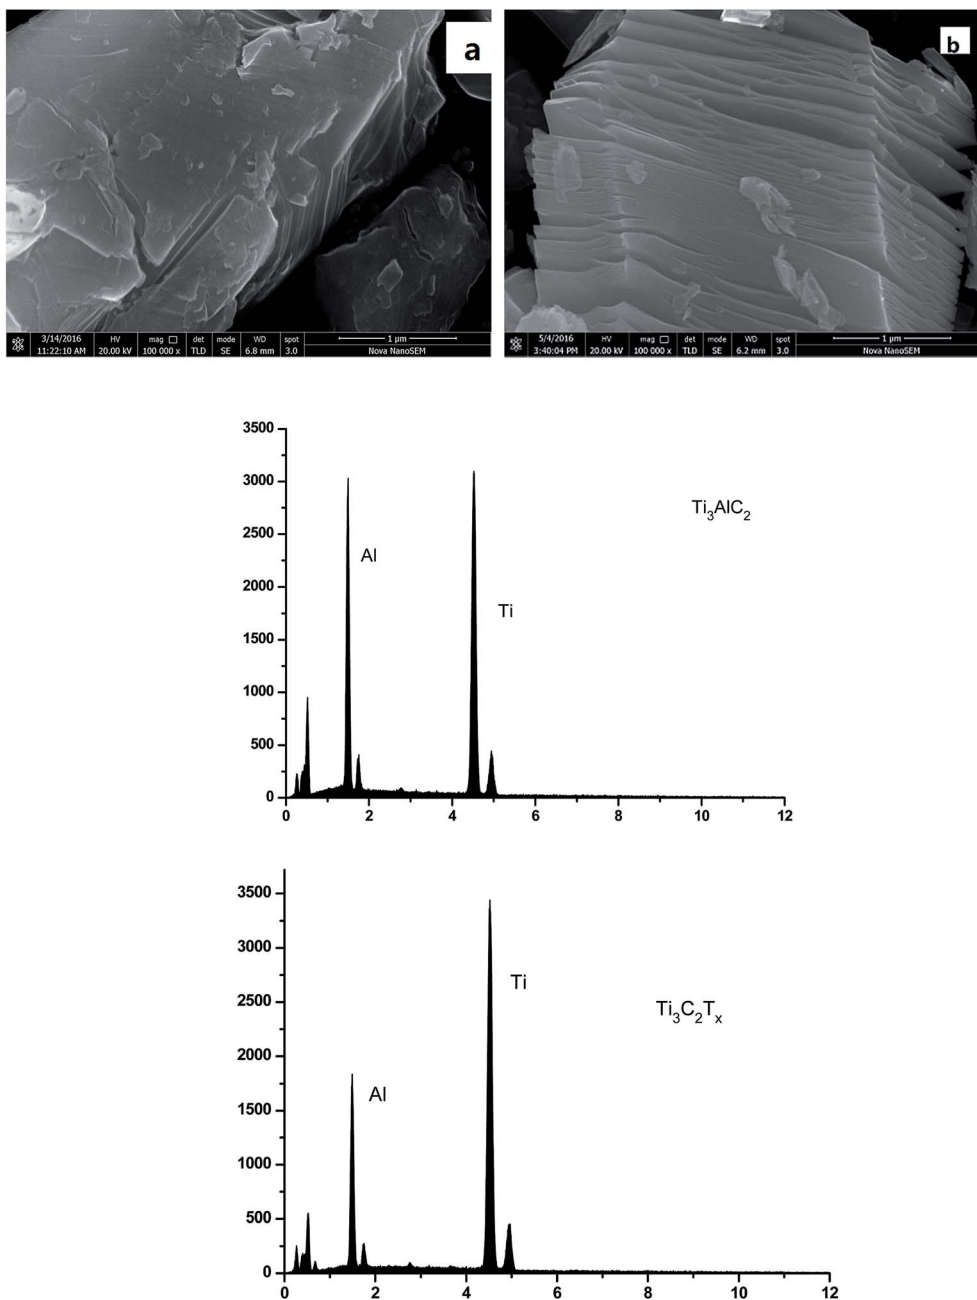 a
3/14/2016 HV mag □ det mode WD spot 1 µm
11:22:10 AM 20.00 kV 100 000 x TLD SE 6.8 mm 3.0 Nova NanoSEM
b
5/4/2016 HV mag □ det mode WD spot 1 µm
3:40:04 PM 20.00 kV 100 000 x TLD SE 6.2 mm 3.0 Nova NanoSEM
3500
3000
2500
2000
1500
1000
500
0
Ti₃AlC₂
Al
Ti
0 2 4 6 8 10 12
3500
3000
2500
2000
1500
1000
500
0
Ti
Ti₃C₂Tₓ
Al
0 2 4 6 8 10 12